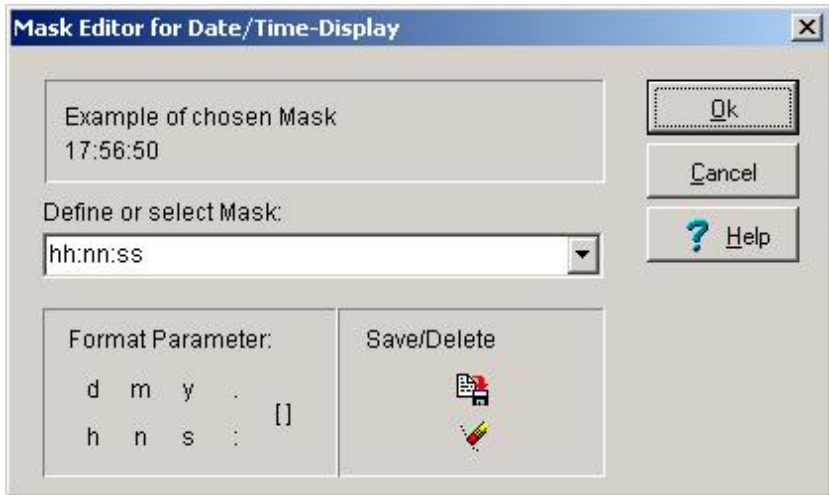 Mask Editor for Date/Time-Display
Example of chosen Mask
17:56:50
Define or select Mask:
hh:nn:ss
Format Parameter:
d m y .
[]
h n s :
Save/Delete
Ok
Cancel
? Help